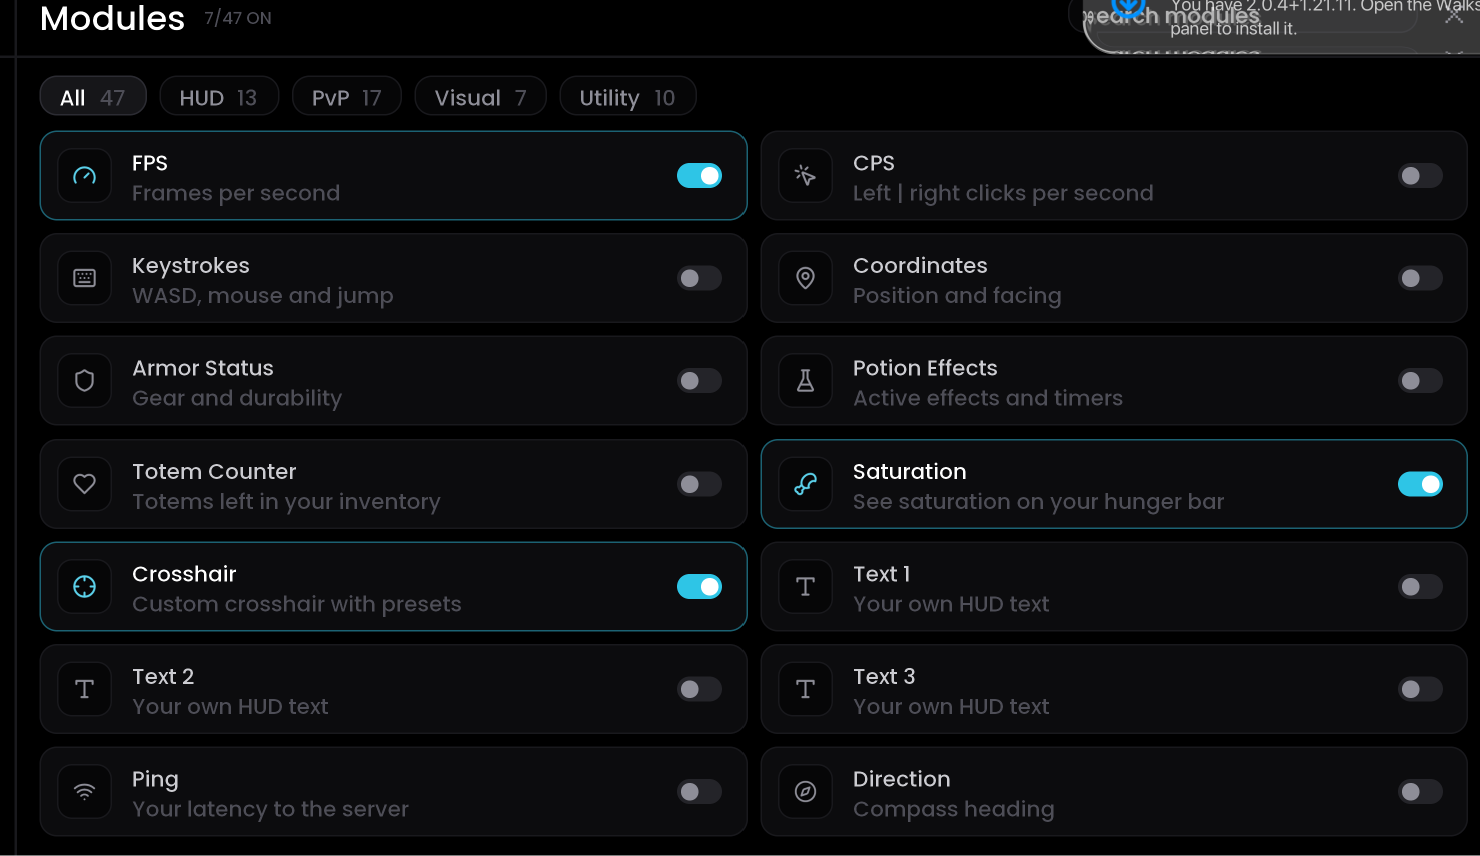 Modules 7/47 ON
search modules
You have 2.0.4+1.21.11. Open the Walks
panel to install it.
All 47
HUD 13
PvP 17
Visual 7
Utility 10
FPS
Frames per second
CPS
Left | right clicks per second
Keystrokes
WASD, mouse and jump
Coordinates
Position and facing
Armor Status
Gear and durability
Potion Effects
Active effects and timers
Totem Counter
Totems left in your inventory
Saturation
See saturation on your hunger bar
Crosshair
Custom crosshair with presets
Text 1
Your own HUD text
Text 2
Your own HUD text
Text 3
Your own HUD text
Ping
Your latency to the server
Direction
Compass heading